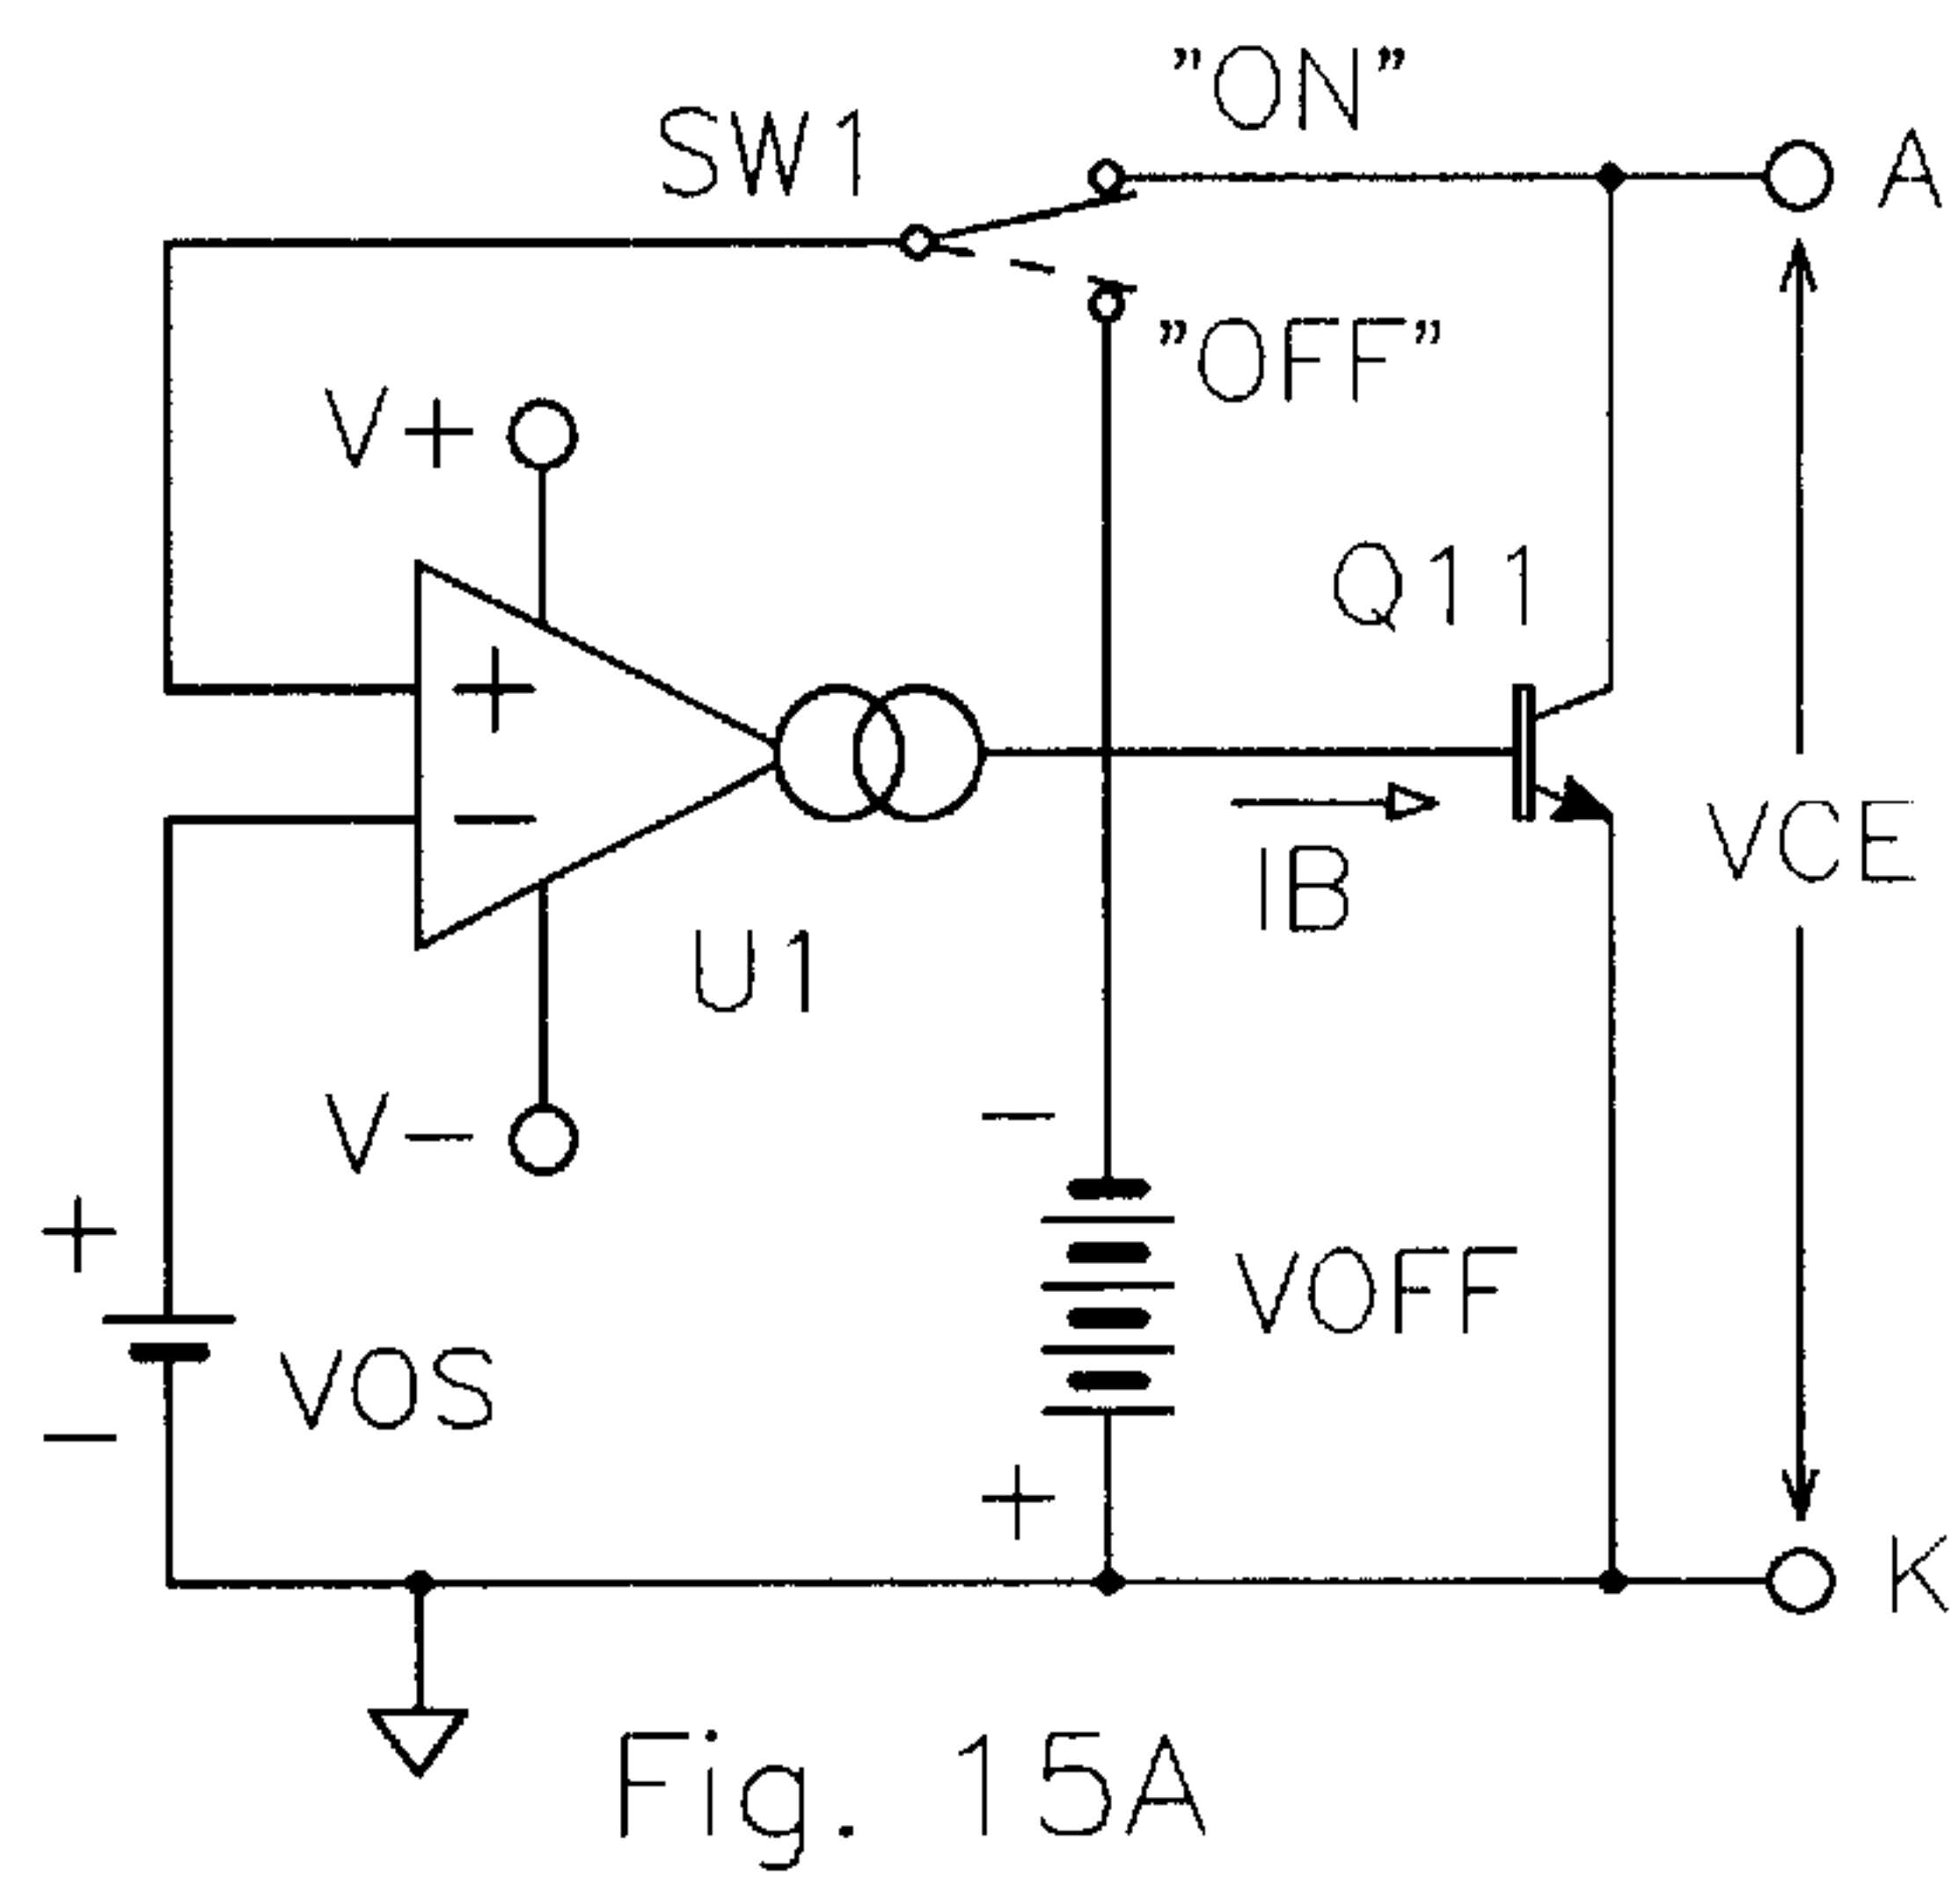 ”ON”
SW1
A
”OFF”
V+
Q11
+
−
VCE
IB
U1
V−
−
+
VOFF
VOS
−
+
K
Fig. 15A